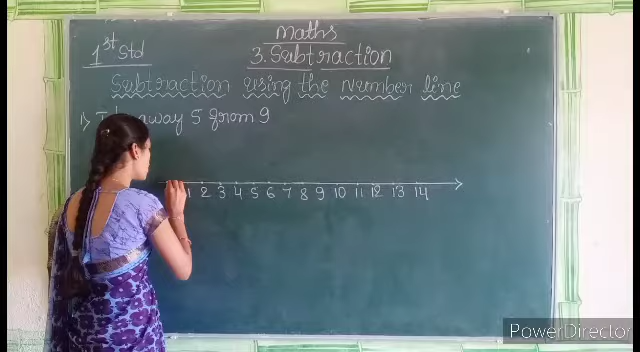 Maths
1st Std
3. Subtraction
Subtraction using the Number line
1) away 5 from 9
1 2 3 4 5 6 7 8 9 10 11 12 13 14
PowerDirector